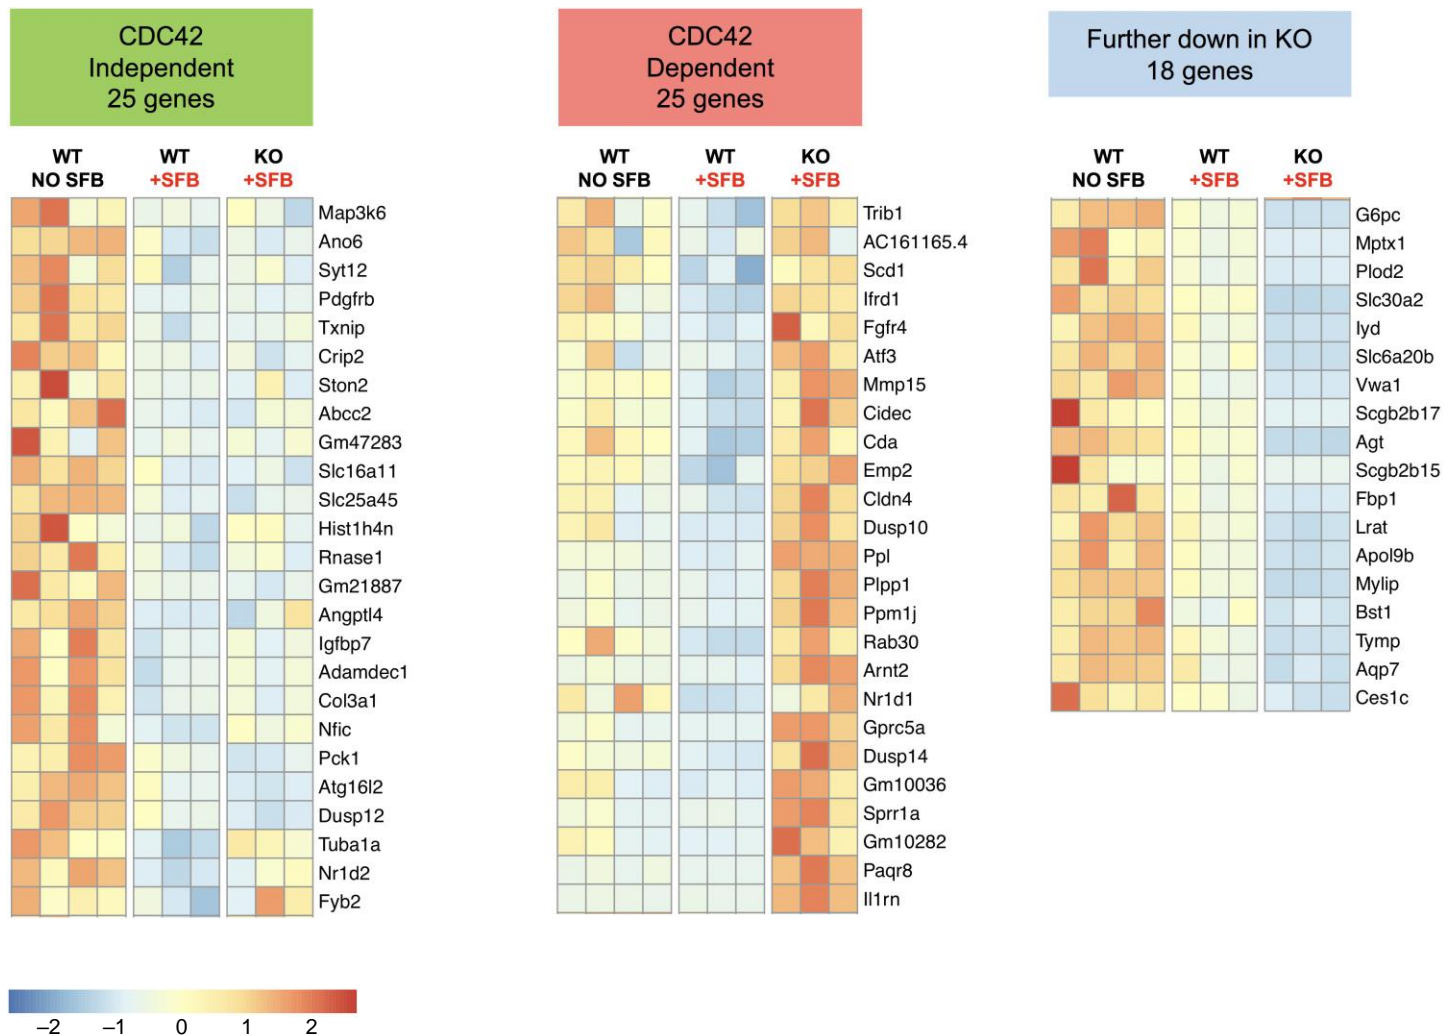 CDC42
Independent
25 genes
CDC42
Dependent
25 genes
Further down in KO
18 genes
WT
NO SFB
WT
+SFB
KO
+SFB
Map3k6
Ano6
Syt12
Pdgfrb
Txnip
Crip2
Ston2
Abcc2
Gm47283
Slc16a11
Slc25a45
Hist1h4n
Rnase1
Gm21887
Angptl4
Igfbp7
Adamdec1
Col3a1
Nfic
Pck1
Atg16l2
Dusp12
Tuba1a
Nr1d2
Fyb2
WT
NO SFB
WT
+SFB
KO
+SFB
Trib1
AC161165.4
Scd1
Ifrd1
Fgfr4
Atf3
Mmp15
Cidec
Cda
Emp2
Cldn4
Dusp10
Ppl
Plpp1
Ppm1j
Rab30
Arnt2
Nr1d1
Gprc5a
Dusp14
Gm10036
Sprr1a
Gm10282
Paqr8
Il1rn
WT
NO SFB
WT
+SFB
KO
+SFB
G6pc
Mptx1
Plod2
Slc30a2
Iyd
Slc6a20b
Vwa1
Scgb2b17
Agt
Scgb2b15
Fbp1
Lrat
Apol9b
Mylip
Bst1
Tymp
Aqp7
Ces1c
–2 –1 0 1 2